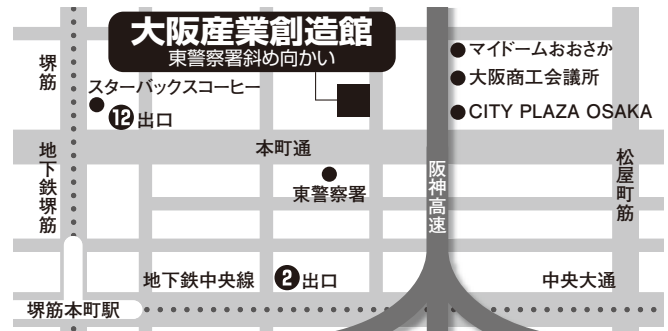 大阪産業創造館
東警察署斜め向かい
堺筋
スターバックスコーヒー
⓬出口
マイドームおおさか
大阪商工会議所
CITY PLAZA OSAKA
本町通
地下鉄堺筋
東警察署
阪神高速
松屋町筋
地下鉄中央線
❷出口
中央大通
堺筋本町駅